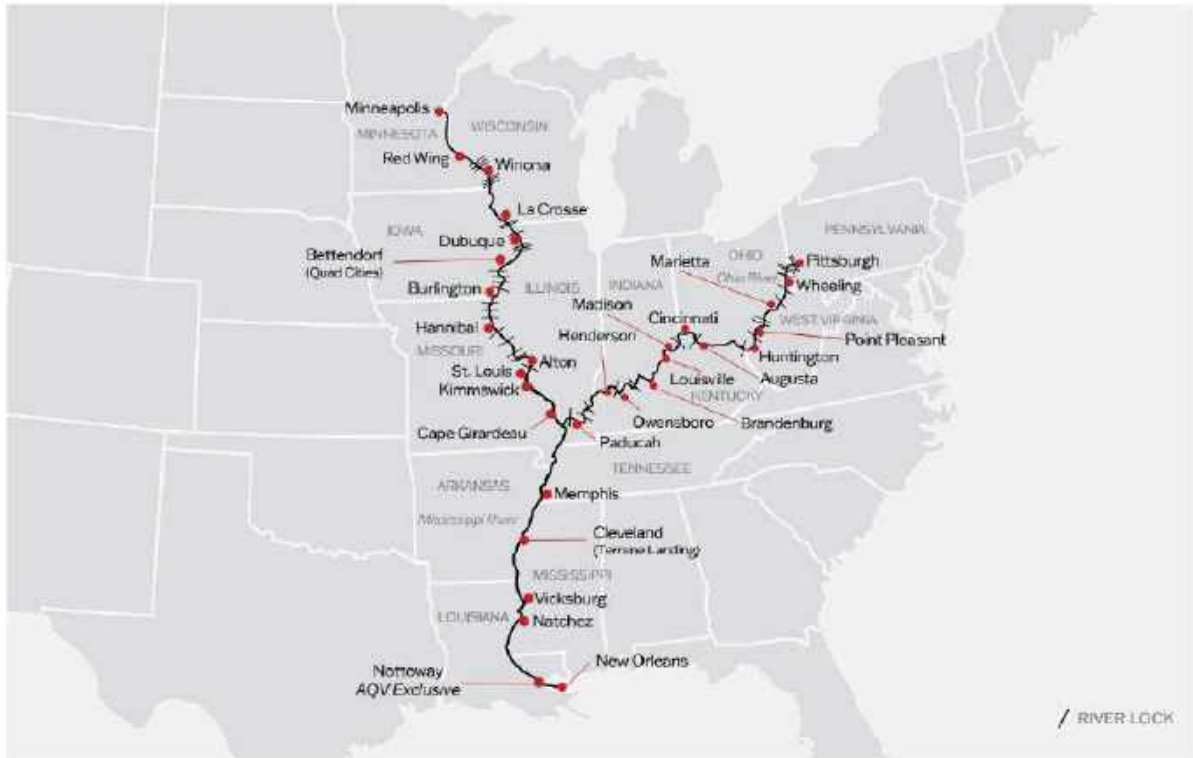 Minneapolis
WISCONSIN
MINNESOTA
Red Wing
Winona
La Crosse
IOWA
Dubuque
Bettendorf
(Quad Cities)
Burlington
ILLINOIS
INDIANA
OHIO
PENNSYLVANIA
Marietta
Ohio River
Pittsburgh
Wheeling
Madison
Cincinnati
WEST VIRGINIA
Point Pleasant
Hannibal
Henderson
MISSOURI
Alton
Huntington
St. Louis
Louisville
Augusta
Kimmswick
KENTUCKY
Owensboro
Brandenburg
Cape Girardeau
Paducah
TENNESSEE
ARKANSAS
Memphis
Mississippi River
Cleveland
(Terrene Landing)
MISSISSIPPI
Vicksburg
LOUISIANA
Natchez
New Orleans
Nottoway
AQV Exclusive
RIVER LOCK